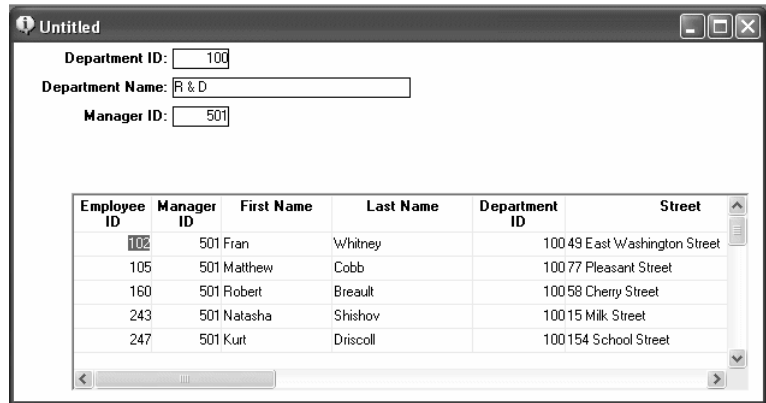 Untitled
Department ID: 100
Department Name: R & D
Manager ID: 501
Employee ID Manager ID First Name Last Name Department ID Street
102 501 Fran Whitney 100 49 East Washington Street
105 501 Matthew Cobb 100 77 Pleasant Street
160 501 Robert Breault 100 58 Cherry Street
243 501 Natasha Shishov 100 15 Milk Street
247 501 Kurt Driscoll 100 154 School Street